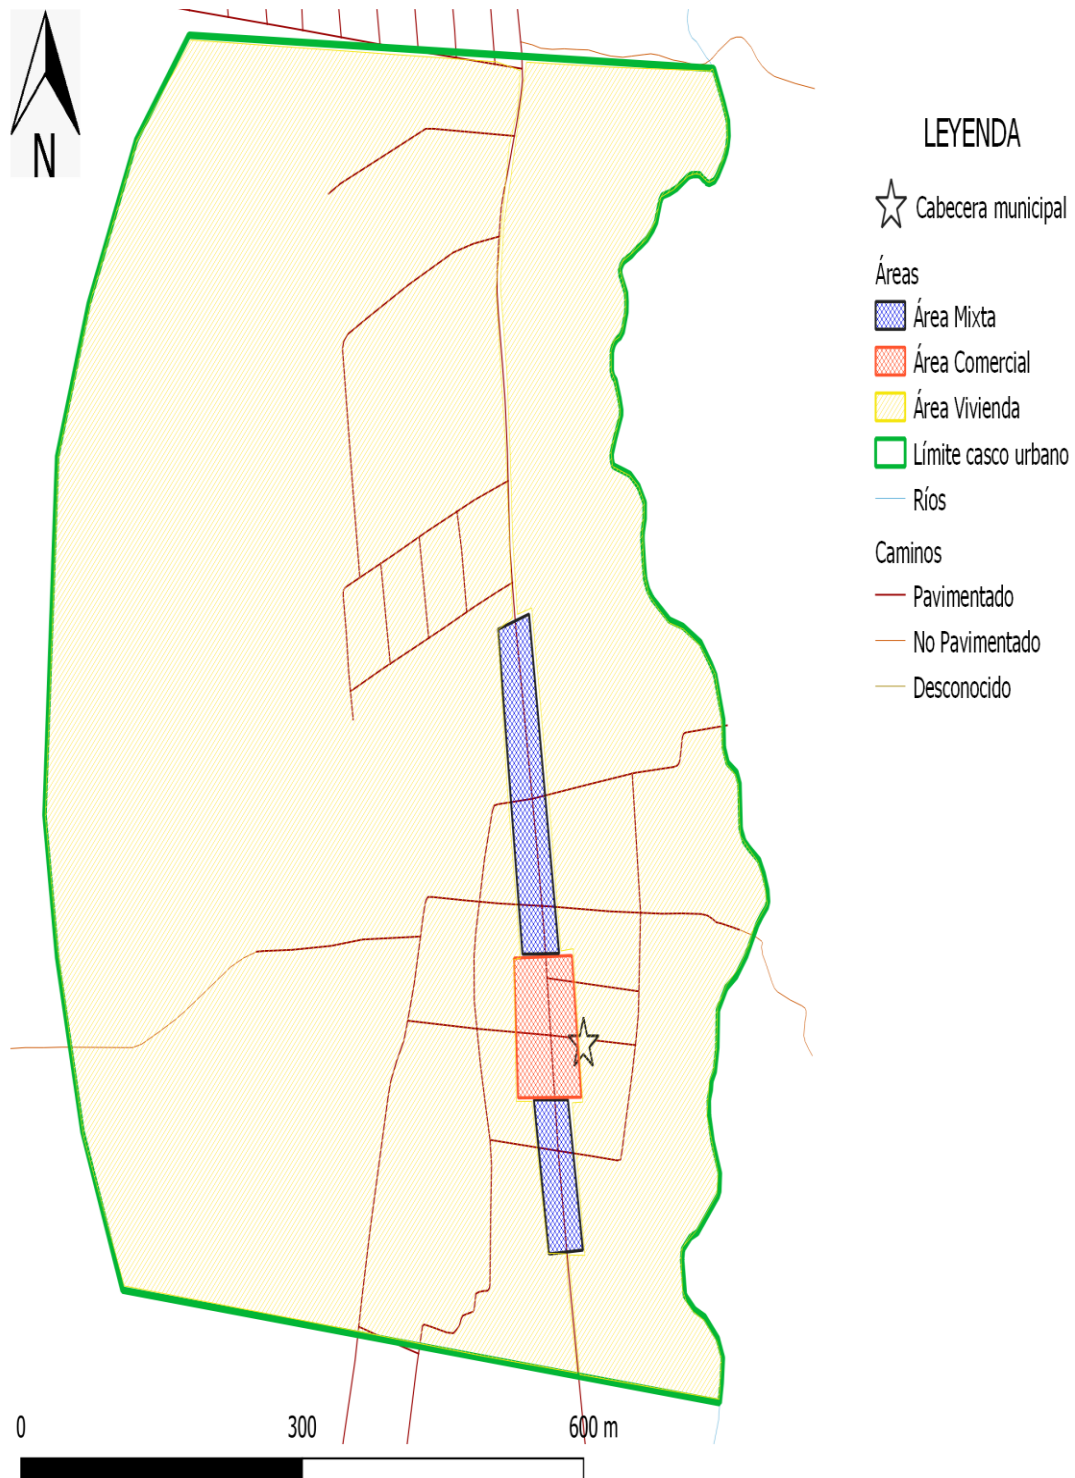 N
LEYENDA
Cabecera municipal
Áreas
Área Mixta
Área Comercial
Área Vivienda
Límite casco urbano
Ríos
Caminos
Pavimentado
No Pavimentado
Desconocido
0 300 600 m